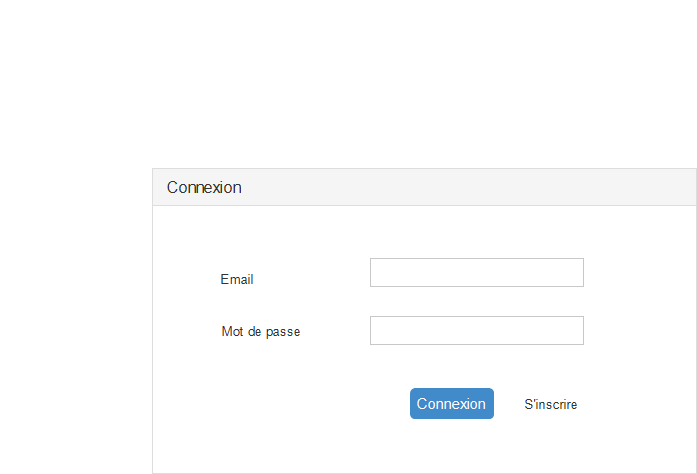 Connexion
Email
Mot de passe
Connexion S'inscrire